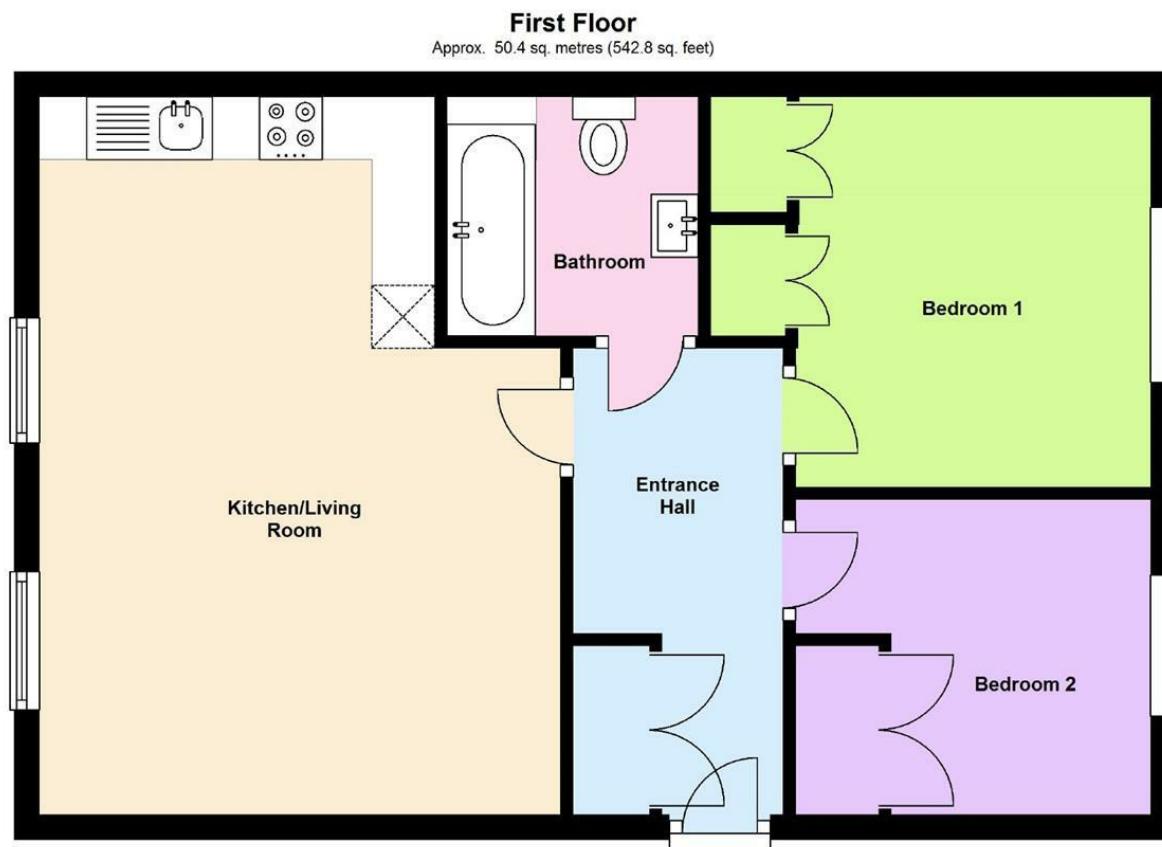 First Floor
Approx. 50.4 sq. metres (542.8 sq. feet)
Bathroom
Bedroom 1
Entrance
Hall
Kitchen/Living
Room
Bedroom 2